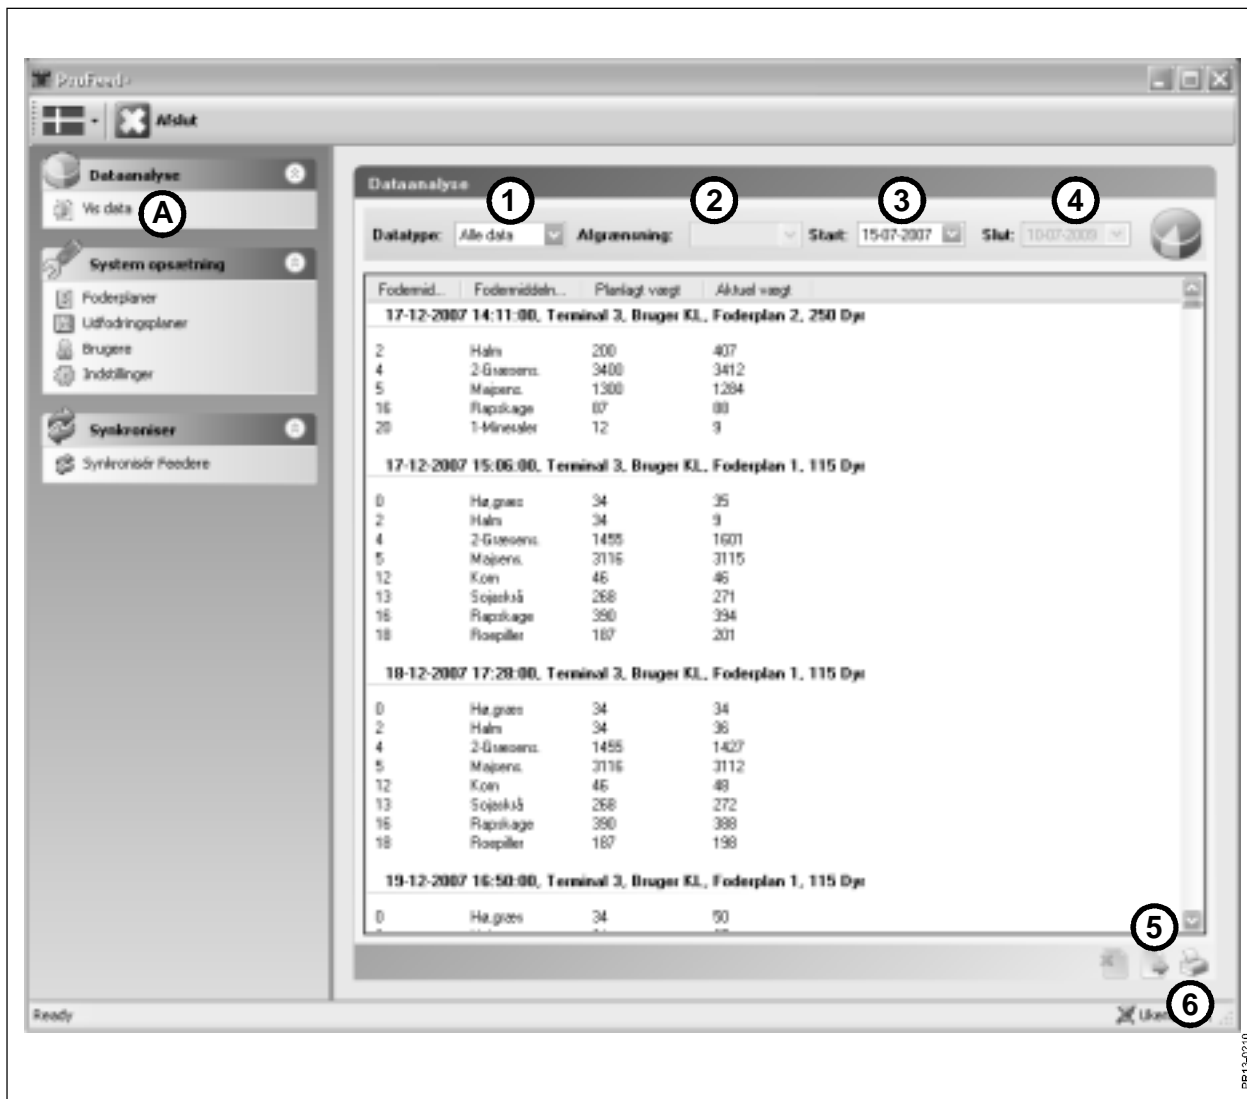 ProFeed+
Afslut
Dataanalyse
Vis data
A
System opsætning
Foderplaner
Udfodringsplaner
Brugere
Indstillinger
Synkroniser
Synkronisér Feedere
Dataanalyse
1 2 3 4
Datatype: Alle data Afgrænsning: Start: 15-07-2007 Slut: 10-07-2009
Fodermid... Fodermiddeln... Planlagt vægt Aktuel vægt
17-12-2007 14:11:00, Terminal 3, Bruger KL, Foderplan 2, 250 Dyr
2 Halm 200 407
4 2-Græsens. 3400 3412
5 Majsens. 1300 1284
16 Rapskage 87 88
20 1-Mineraler 12 9
17-12-2007 15:06:00, Terminal 3, Bruger KL, Foderplan 1, 115 Dyr
0 Hø,græs 34 35
2 Halm 34 9
4 2-Græsens. 1455 1601
5 Majsens. 3116 3115
12 Korn 46 46
13 Sojaskrå 268 271
16 Rapskage 390 394
18 Roepiller 187 201
18-12-2007 17:28:00, Terminal 3, Bruger KL, Foderplan 1, 115 Dyr
0 Hø,græs 34 34
2 Halm 34 36
4 2-Græsens. 1455 1427
5 Majsens. 3116 3112
12 Korn 46 48
13 Sojaskrå 268 272
16 Rapskage 390 388
18 Roepiller 187 198
19-12-2007 16:50:00, Terminal 3, Bruger KL, Foderplan 1, 115 Dyr
0 Hø,græs 34 50
5
6
Ready
PR13-0210